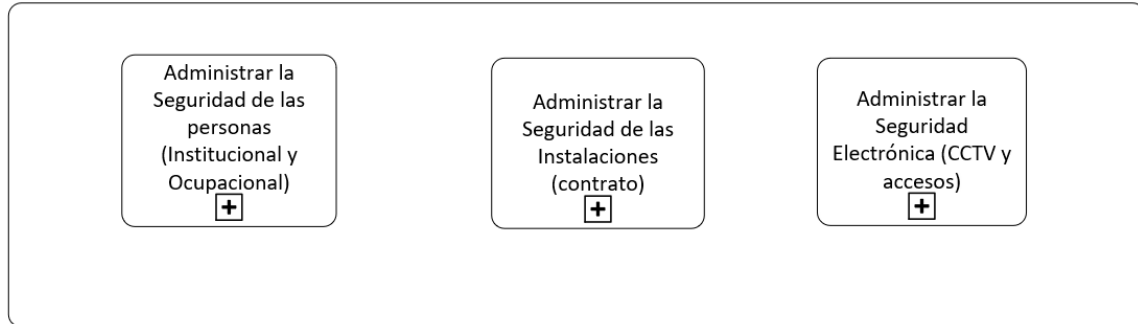 Administrar la
Seguridad de las
personas
(Institucional y
Ocupacional)
Administrar la
Seguridad de las
Instalaciones
(contrato)
Administrar la
Seguridad
Electrónica (CCTV y
accesos)